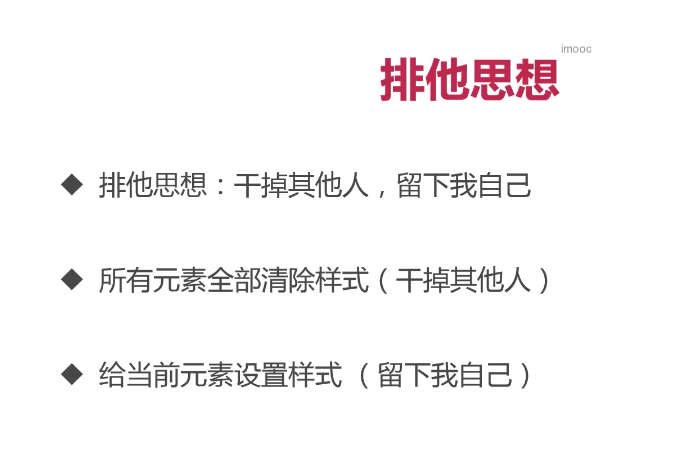 imooc
排他思想
◆ 排他思想：干掉其他人，留下我自己
◆ 所有元素全部清除样式（干掉其他人）
◆ 给当前元素设置样式 （留下我自己）